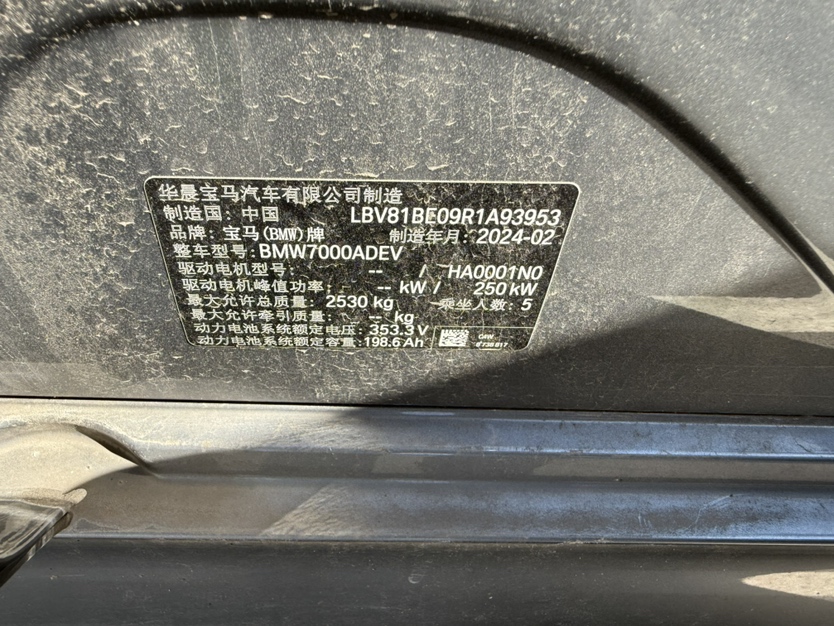 华晨宝马汽车有限公司制造
制造国: 中国 LBV81BE09R1A93953
品牌: 宝马(BMW)牌 制造年月: 2024-02
整车型号: BMW7000ADEV
驱动电机型号: -- / HA0001N0
驱动电机峰值功率: -- kW / 250 kW
最大允许总质量: 2530 kg 乘坐人数: 5
最大允许牵引质量: -- kg
动力电池系统额定电压: 353.3 V
动力电池系统额定容量: 198.6 Ah